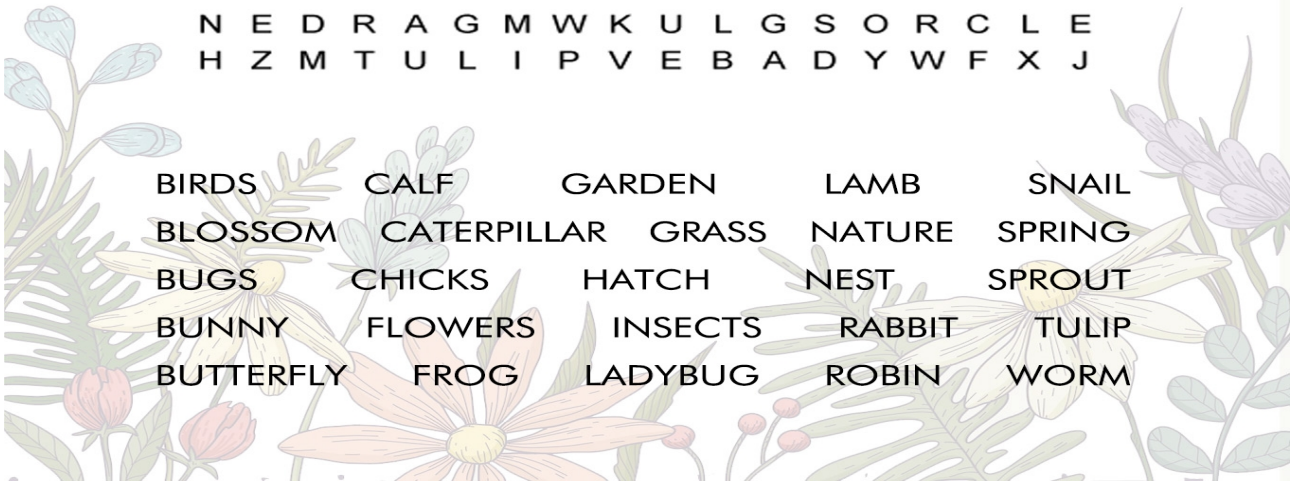 N E D R A G M W K U L G S O R C L E
H Z M T U L I P V E B A D Y W F X J
BIRDS CALF GARDEN LAMB SNAIL
BLOSSOM CATERPILLAR GRASS NATURE SPRING
BUGS CHICKS HATCH NEST SPROUT
BUNNY FLOWERS INSECTS RABBIT TULIP
BUTTERFLY FROG LADYBUG ROBIN WORM